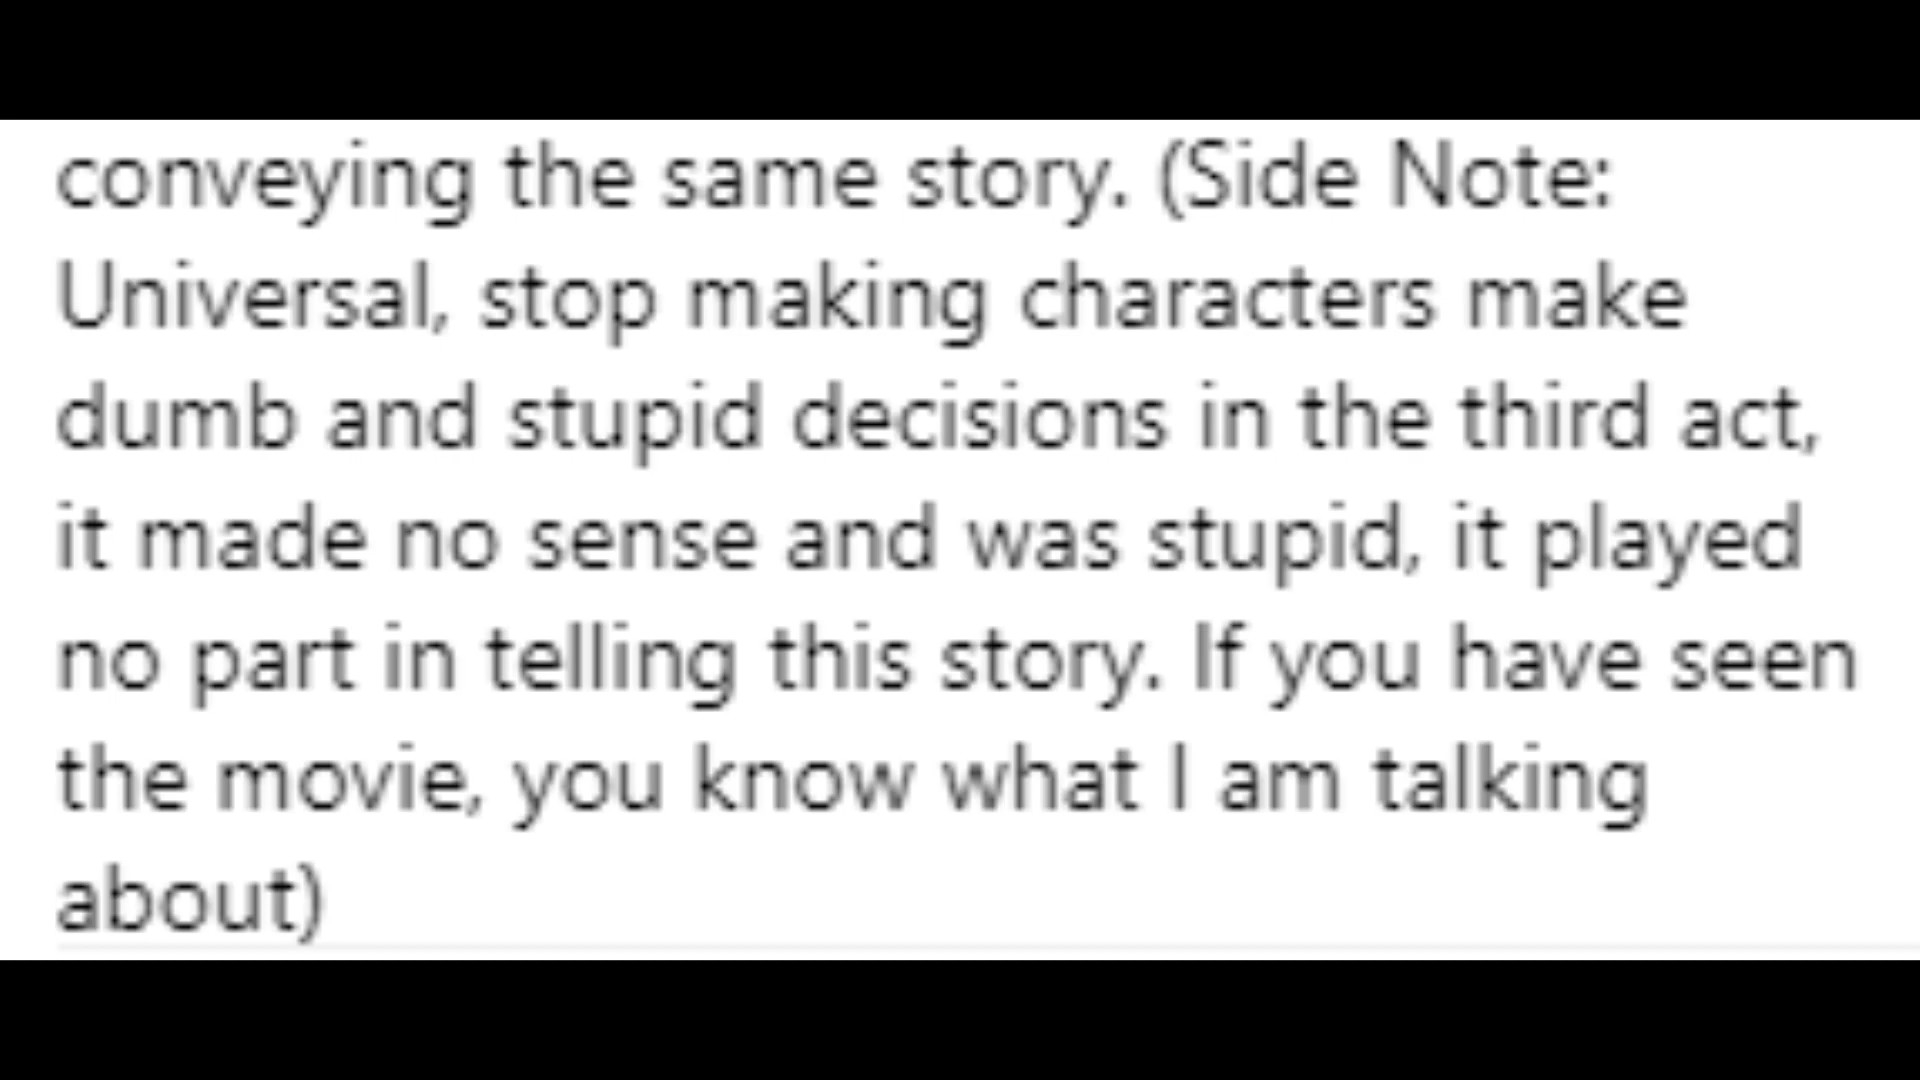 conveying the same story. (Side Note:
Universal, stop making characters make
dumb and stupid decisions in the third act,
it made no sense and was stupid, it played
no part in telling this story. If you have seen
the movie, you know what I am talking
about)